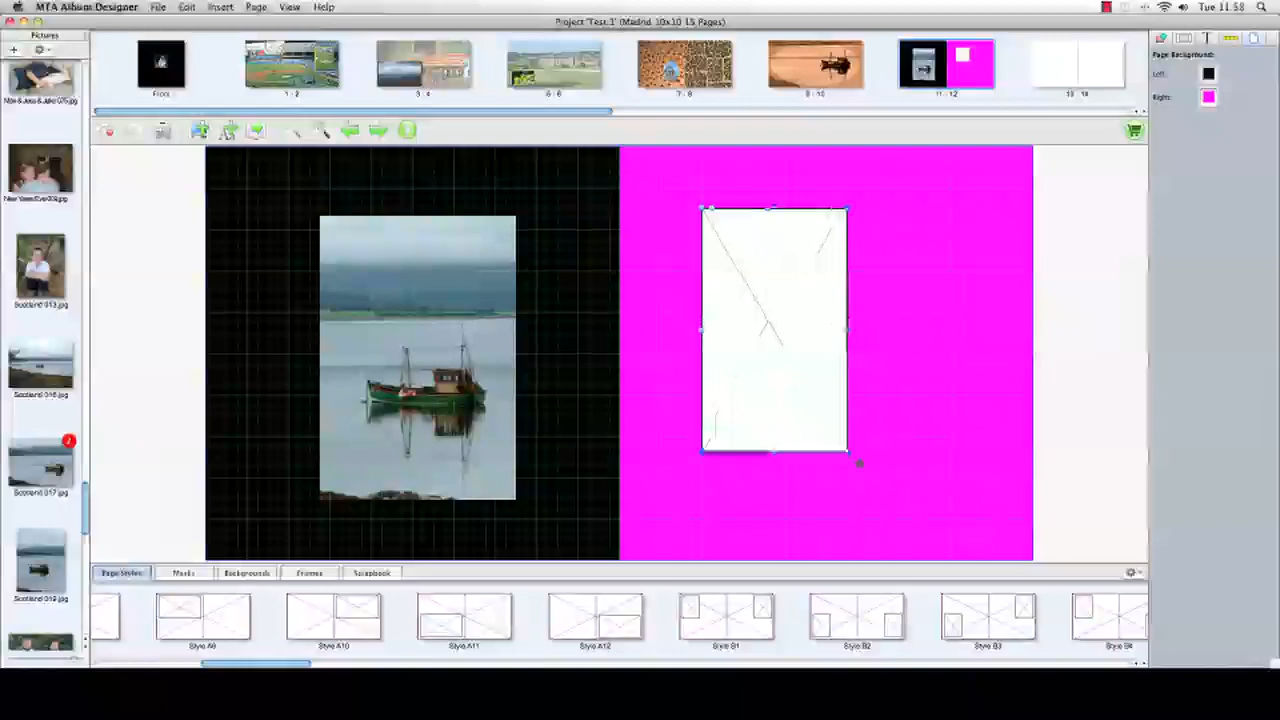 MTA Album Designer File Edit Insert Page View Help Tue 11:58
Project 'Test 1' (Madrid 10x10 15 Pages)
Pictures
Front
1 - 2
3 - 4
5 - 6
7 - 8
9 - 10
11 - 12
13 - 14
Page Background:
Left:
Right:
Scotland 013.jpg
Scotland 016.jpg
Scotland 017.jpg
Scotland 019.jpg
Page Styles Masks Backgrounds Frames Scrapbook
Style A9
Style A10
Style A11
Style A12
Style B1
Style B2
Style B3
Style B4